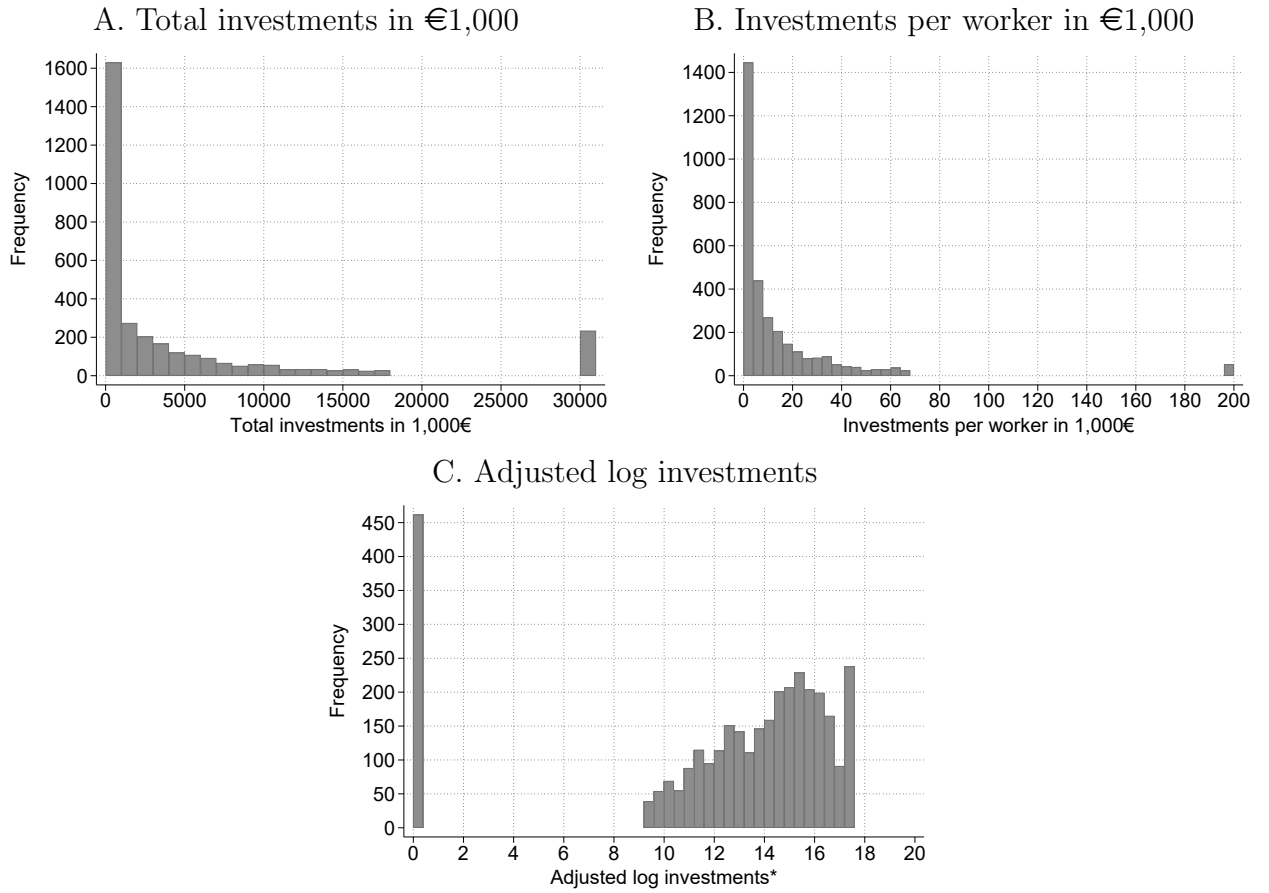 A. Total investments in €1,000
1600
1400
1200
1000
800
600
400
200
0
Frequency
0 5000 10000 15000 20000 25000 30000
Total investments in 1,000€
B. Investments per worker in €1,000
1400
1200
1000
800
600
400
200
0
Frequency
0 20 40 60 80 100 120 140 160 180 200
Investments per worker in 1,000€
C. Adjusted log investments
450
400
350
300
250
200
150
100
50
0
Frequency
0 2 4 6 8 10 12 14 16 18 20
Adjusted log investments*